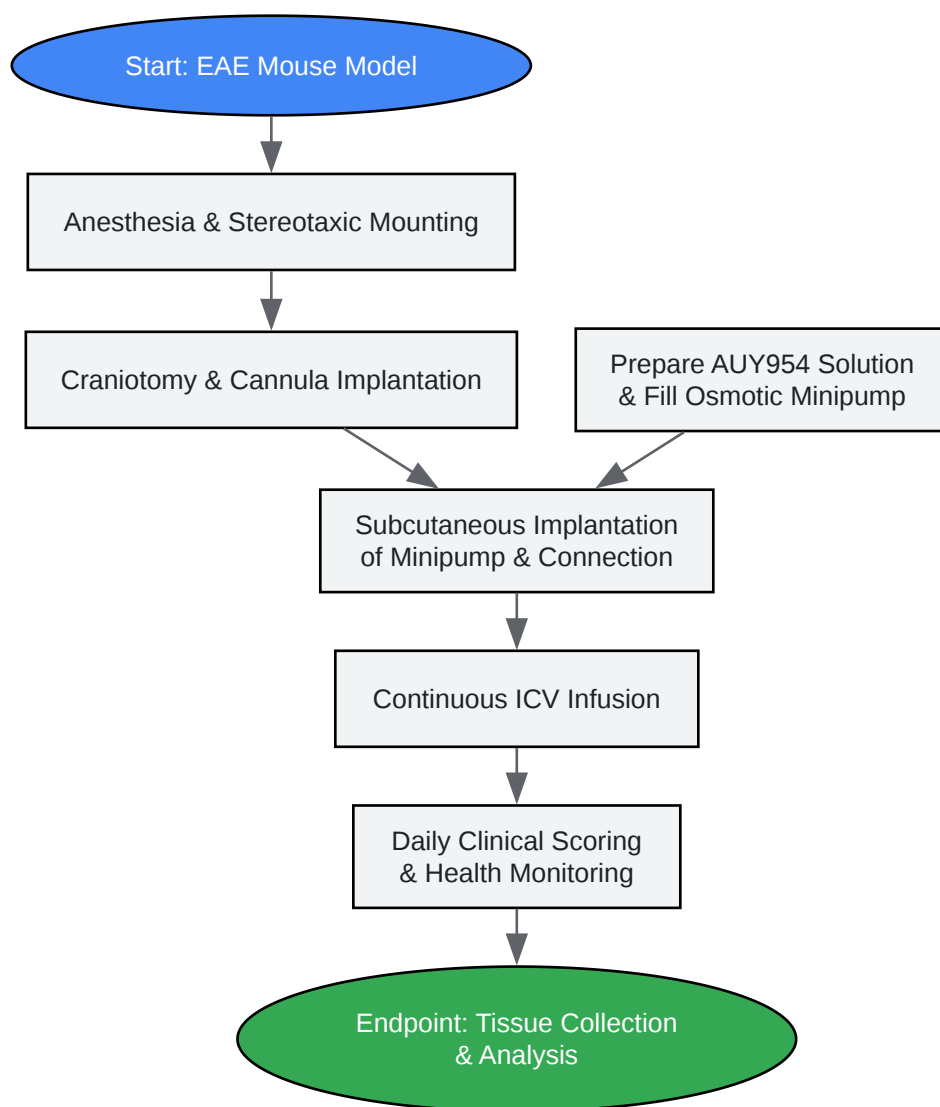 Start: EAE Mouse Model
Anesthesia & Stereotaxic Mounting
Craniotomy & Cannula Implantation
Prepare AUY954 Solution
& Fill Osmotic Minipump
Subcutaneous Implantation
of Minipump & Connection
Continuous ICV Infusion
Daily Clinical Scoring
& Health Monitoring
Endpoint: Tissue Collection
& Analysis